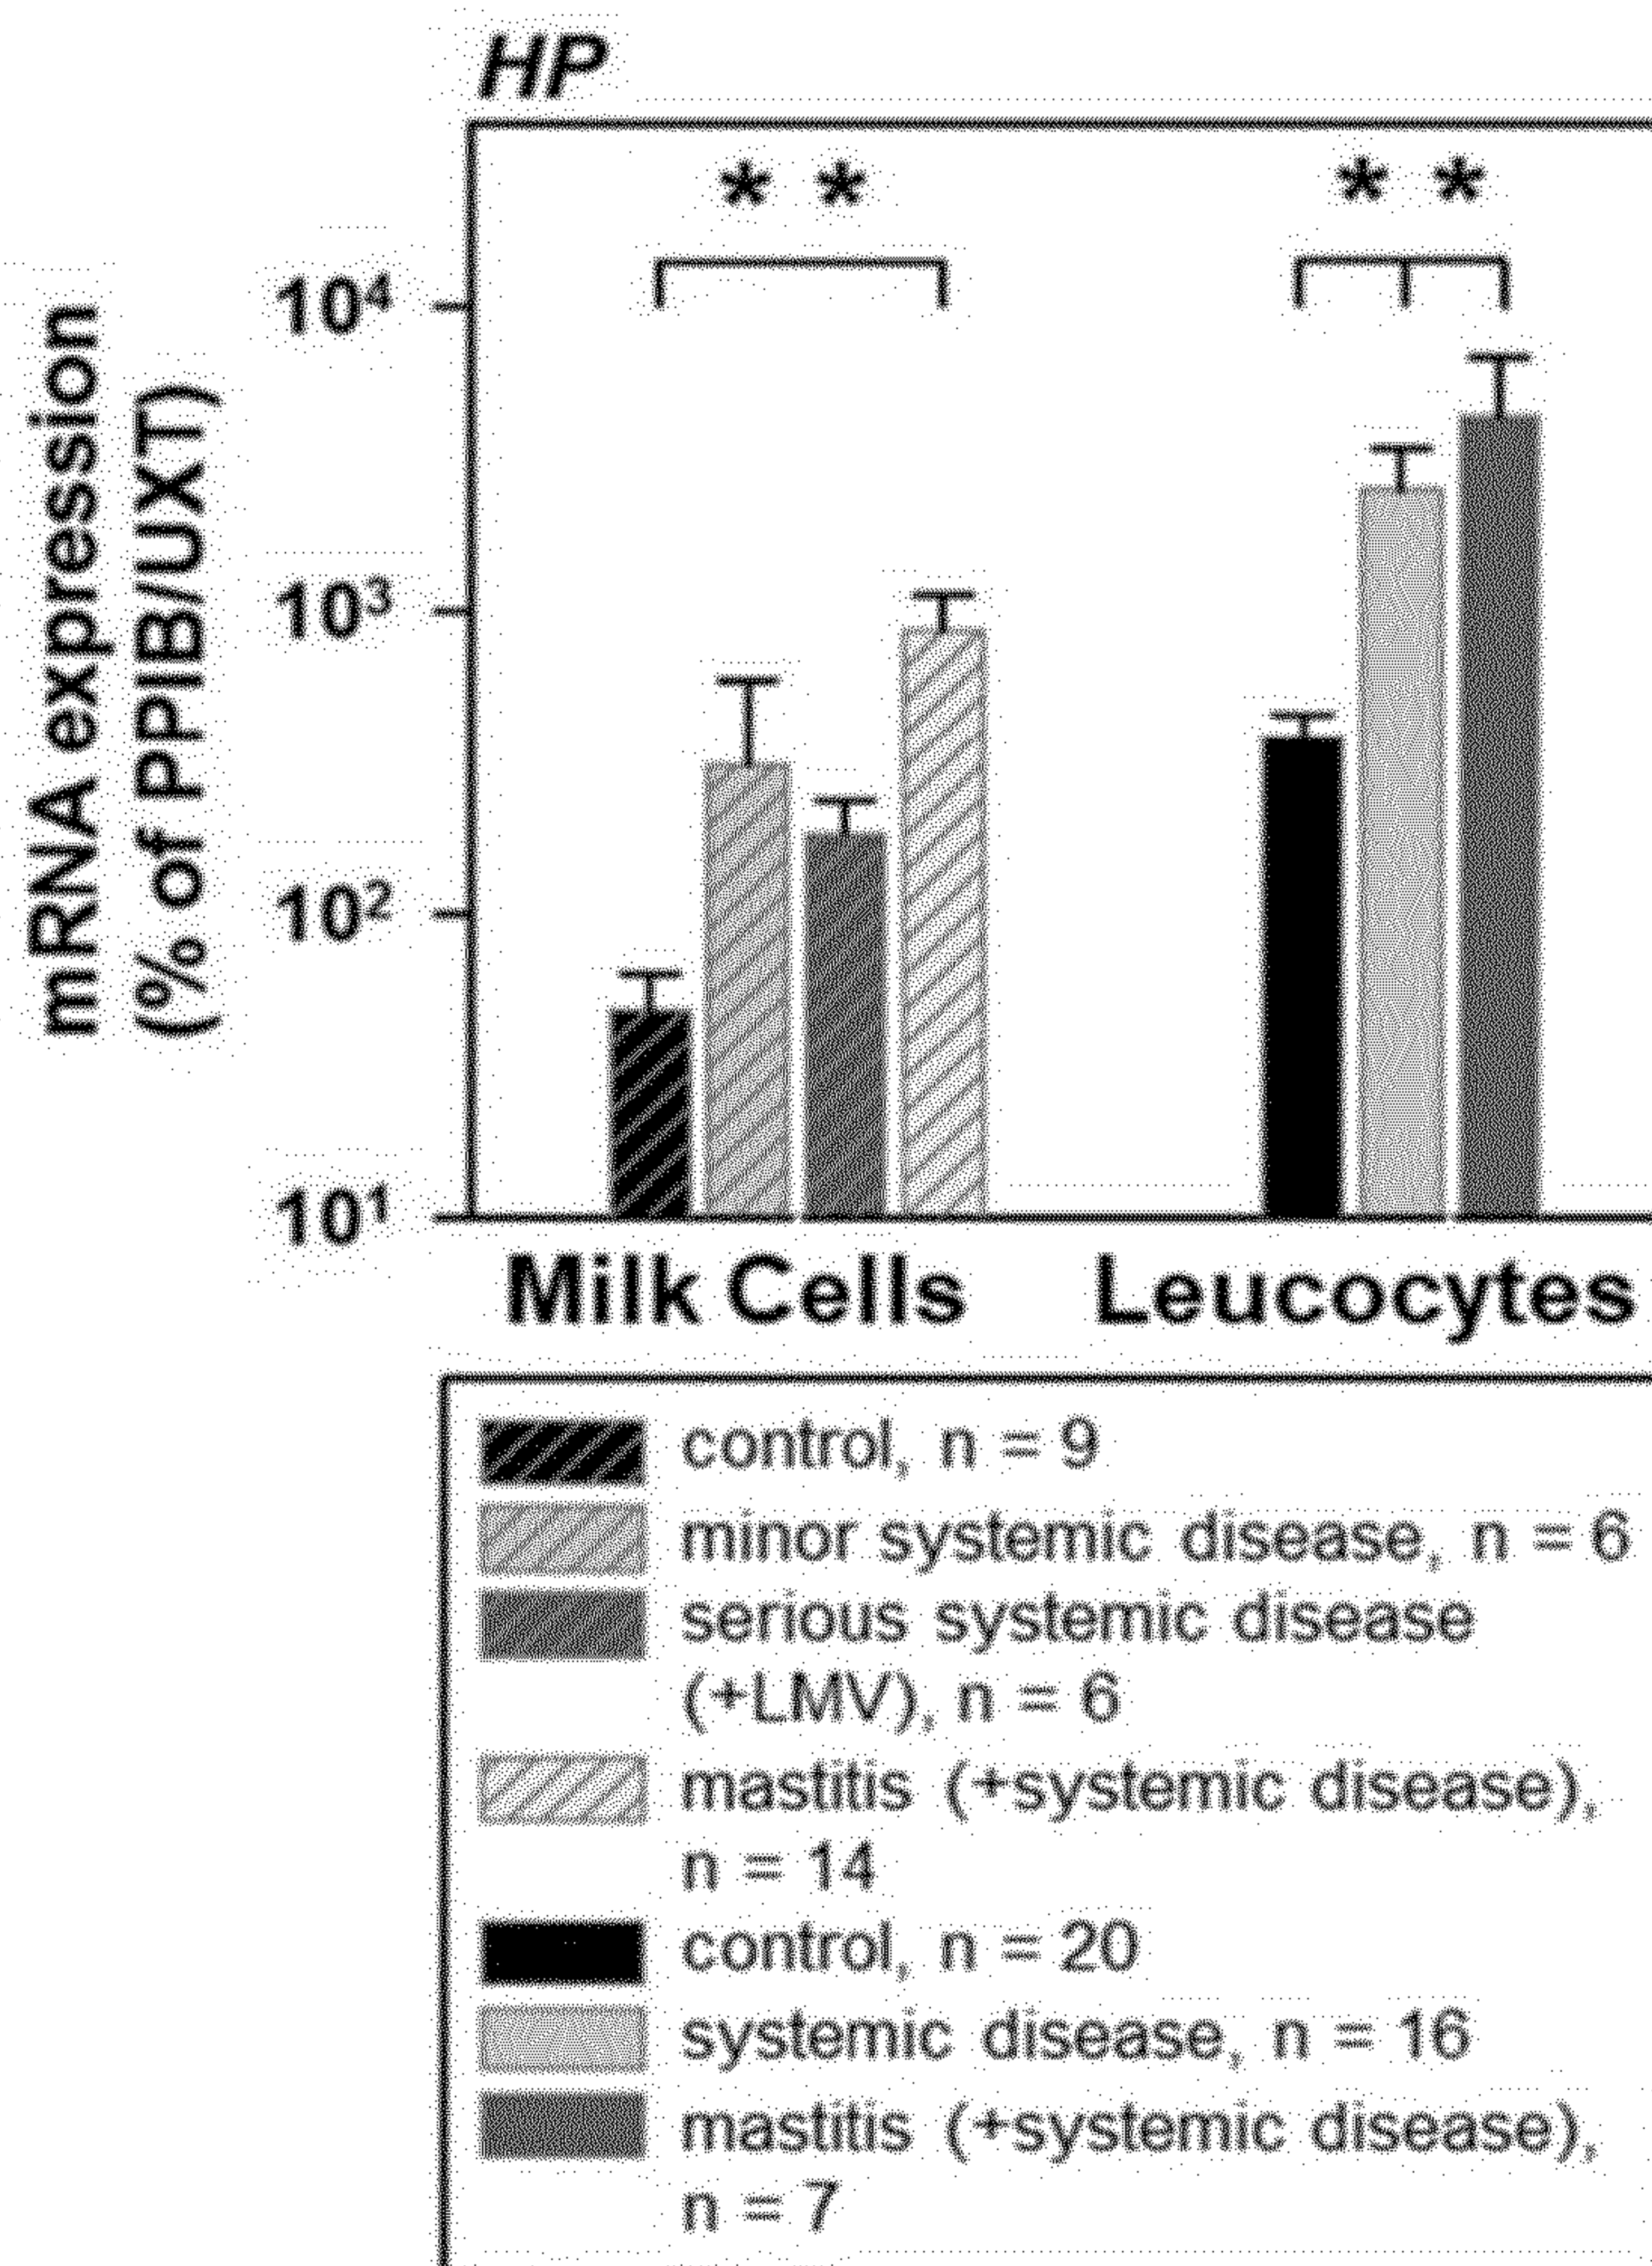 HP
* * * *
10⁴
10³
10²
10¹
mRNA expression
(% of PPIB/UXT)
Milk Cells Leucocytes
control, n = 9
minor systemic disease, n = 6
serious systemic disease
(+LMV), n = 6
mastitis (+systemic disease),
n = 14
control, n = 20
systemic disease, n = 16
mastitis (+systemic disease),
n = 7